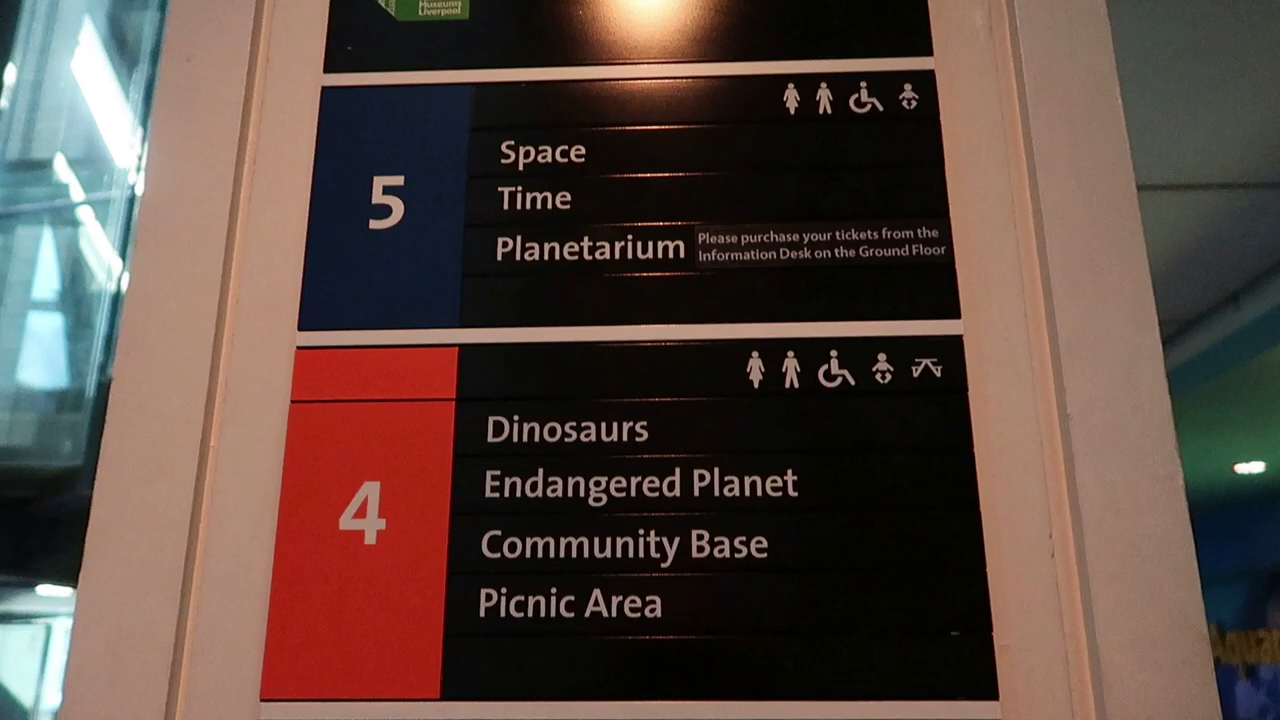 Museums
Liverpool
5
Space
Time
Planetarium
Please purchase your tickets from the
Information Desk on the Ground Floor
4
Dinosaurs
Endangered Planet
Community Base
Picnic Area